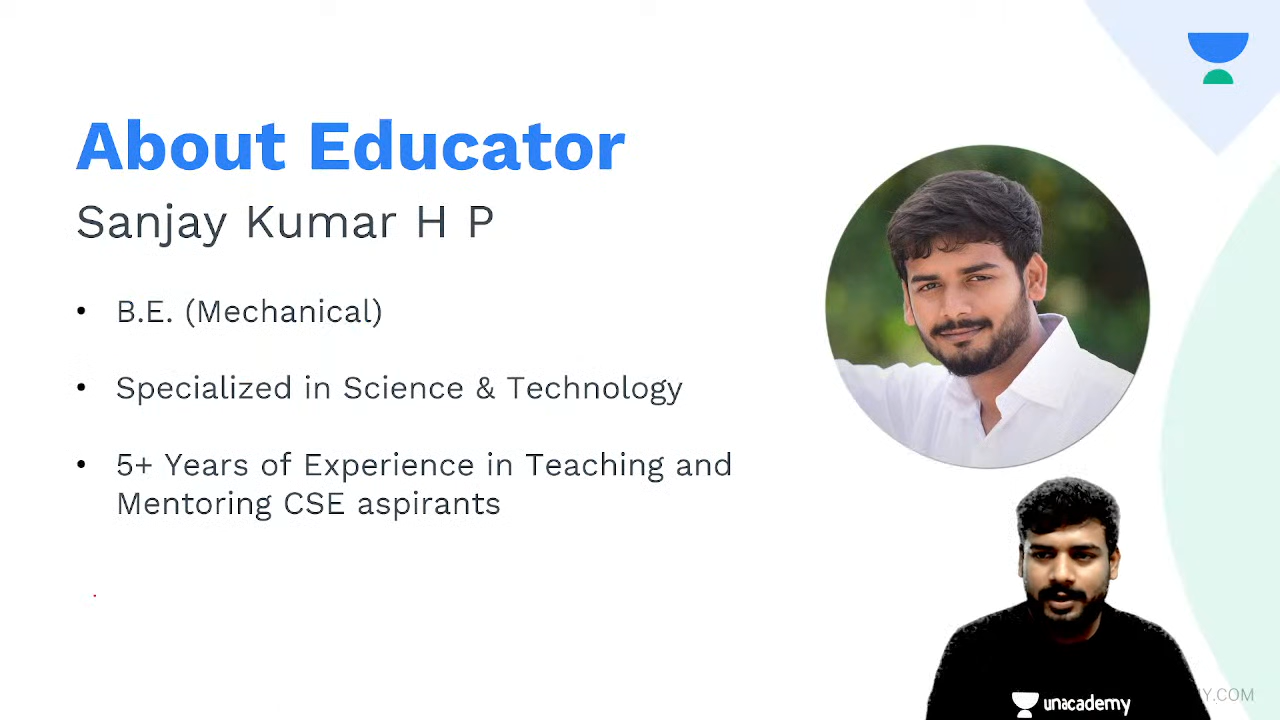 About Educator
Sanjay Kumar H P
• B.E. (Mechanical)
• Specialized in Science & Technology
• 5+ Years of Experience in Teaching and
Mentoring CSE aspirants
unacademy
Y.COM